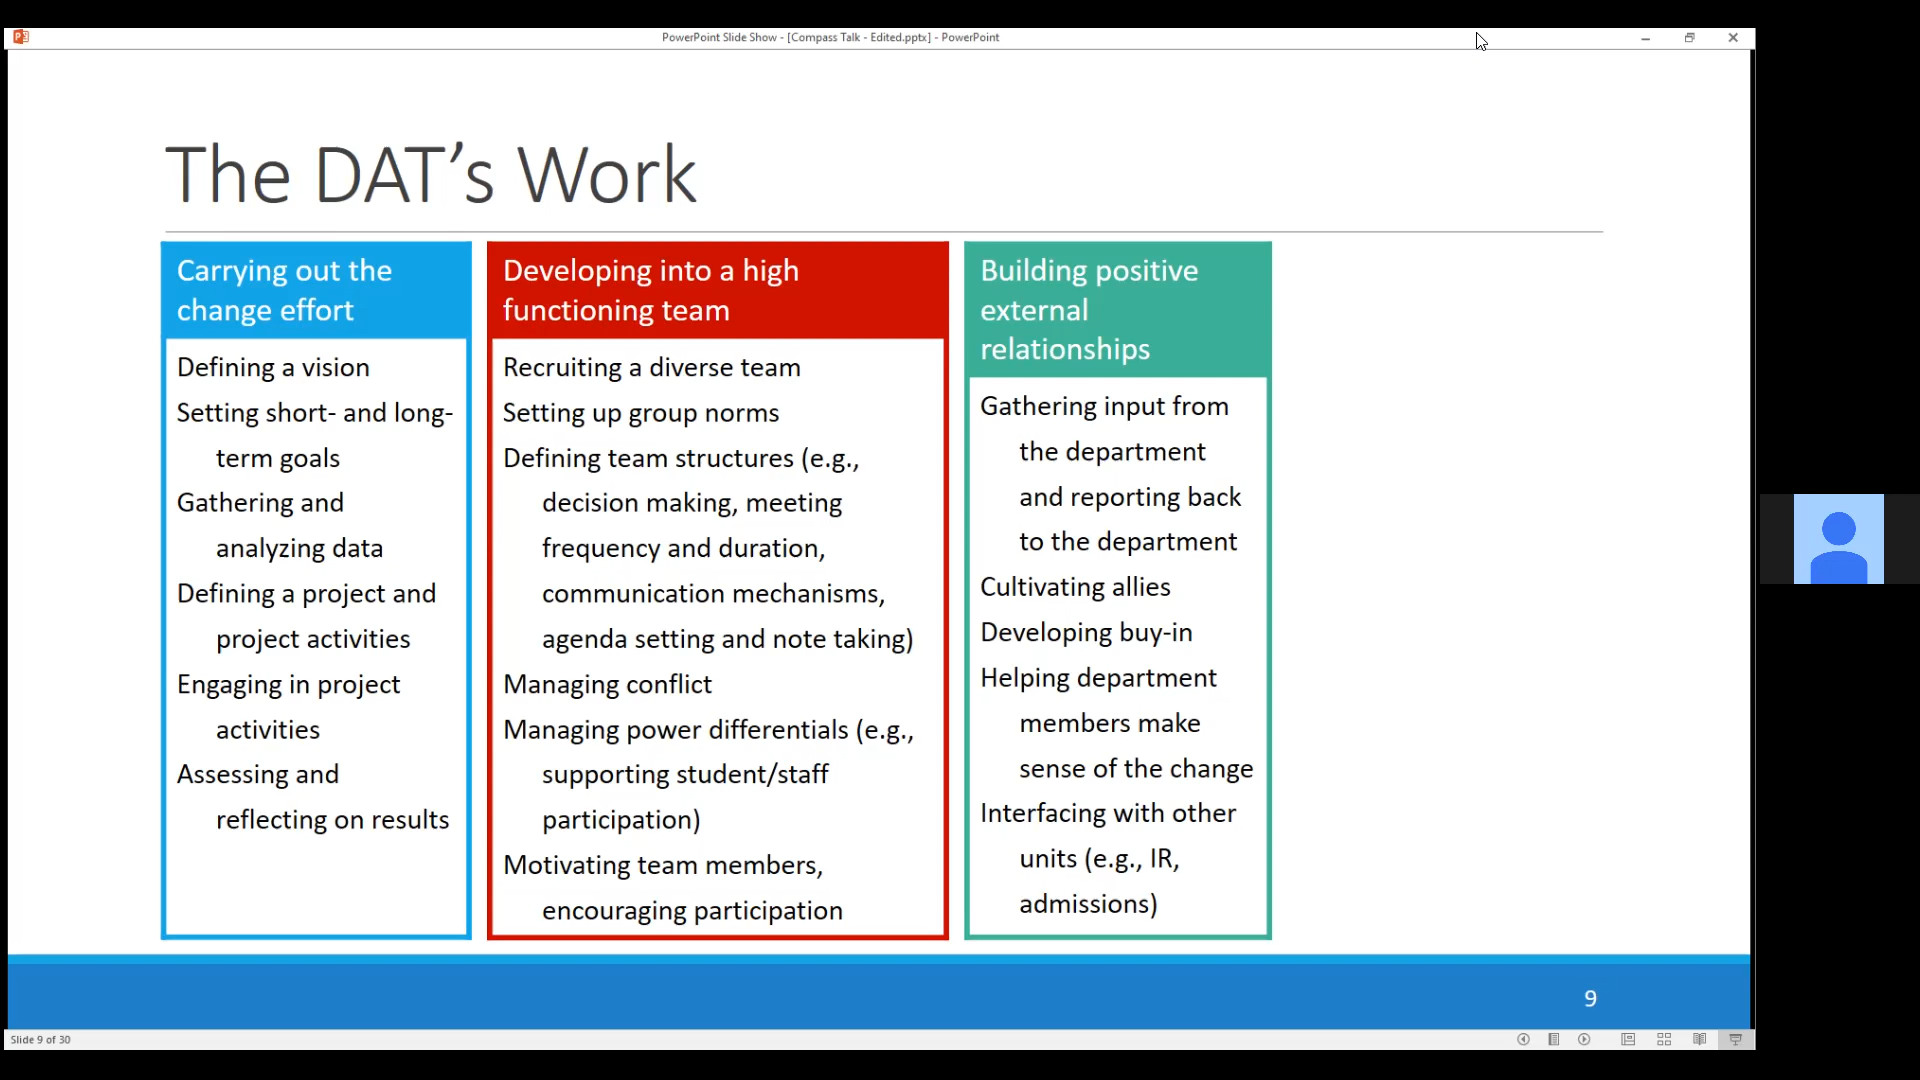 PowerPoint Slide Show - [Compass Talk - Edited.pptx] - PowerPoint
The DAT’s Work
Carrying out the
change effort
Defining a vision
Setting short- and long-
term goals
Gathering and
analyzing data
Defining a project and
project activities
Engaging in project
activities
Assessing and
reflecting on results
Developing into a high
functioning team
Recruiting a diverse team
Setting up group norms
Defining team structures (e.g.,
decision making, meeting
frequency and duration,
communication mechanisms,
agenda setting and note taking)
Managing conflict
Managing power differentials (e.g.,
supporting student/staff
participation)
Motivating team members,
encouraging participation
Building positive
external
relationships
Gathering input from
the department
and reporting back
to the department
Cultivating allies
Developing buy-in
Helping department
members make
sense of the change
Interfacing with other
units (e.g., IR,
admissions)
9
Slide 9 of 30